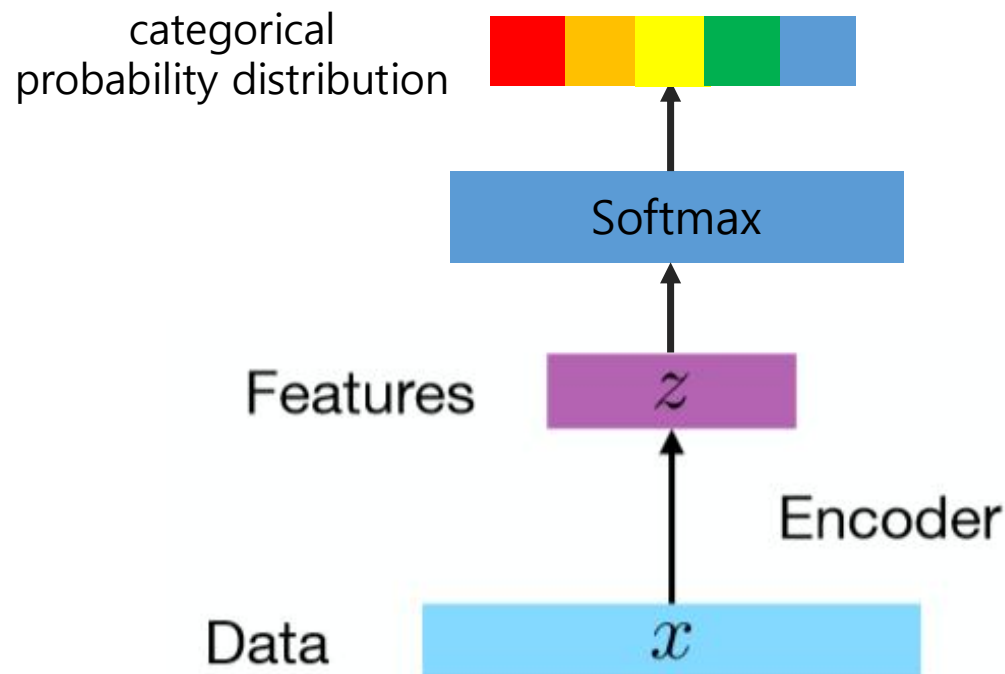 categorical
probability distribution
Softmax
Features
z
Encoder
Data
x